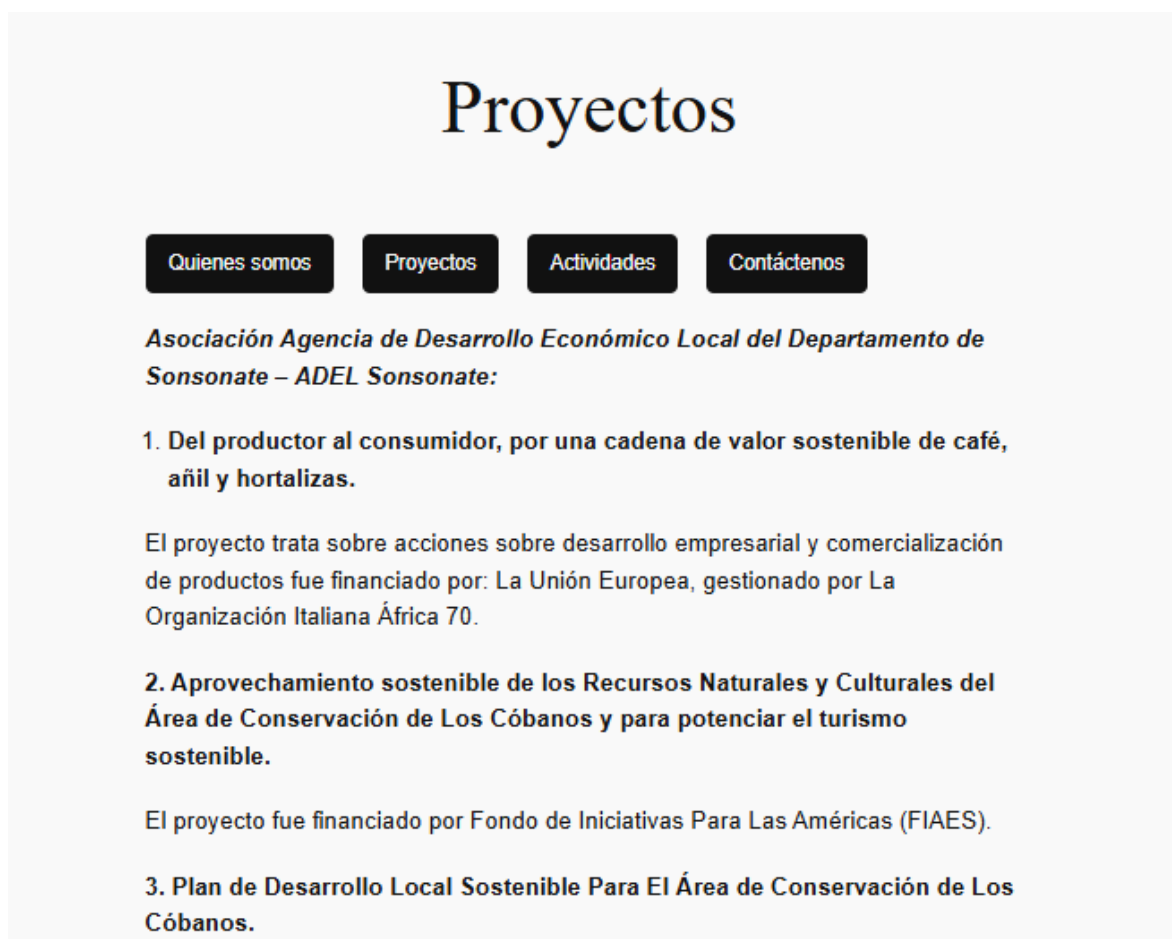 Proyectos
Quienes somos Proyectos Actividades Contáctenos
Asociación Agencia de Desarrollo Económico Local del Departamento de
Sonsonate – ADEL Sonsonate:
1. Del productor al consumidor, por una cadena de valor sostenible de café,
añil y hortalizas.
El proyecto trata sobre acciones sobre desarrollo empresarial y comercialización
de productos fue financiado por: La Unión Europea, gestionado por La
Organización Italiana África 70.
2. Aprovechamiento sostenible de los Recursos Naturales y Culturales del
Área de Conservación de Los Cóbanos y para potenciar el turismo
sostenible.
El proyecto fue financiado por Fondo de Iniciativas Para Las Américas (FIAES).
3. Plan de Desarrollo Local Sostenible Para El Área de Conservación de Los
Cóbanos.